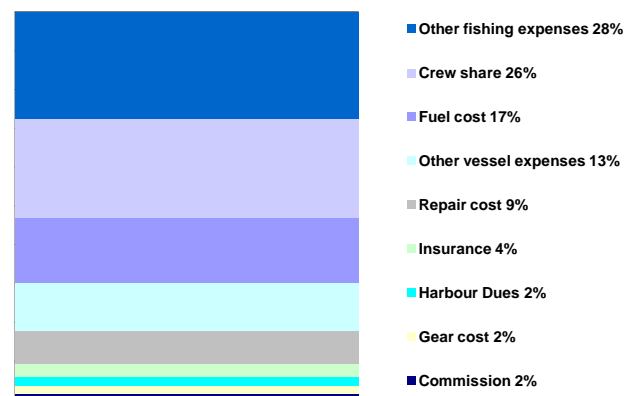 Other fishing expenses 28%
Crew share 26%
Fuel cost 17%
Other vessel expenses 13%
Repair cost 9%
Insurance 4%
Harbour Dues 2%
Gear cost 2%
Commission 2%